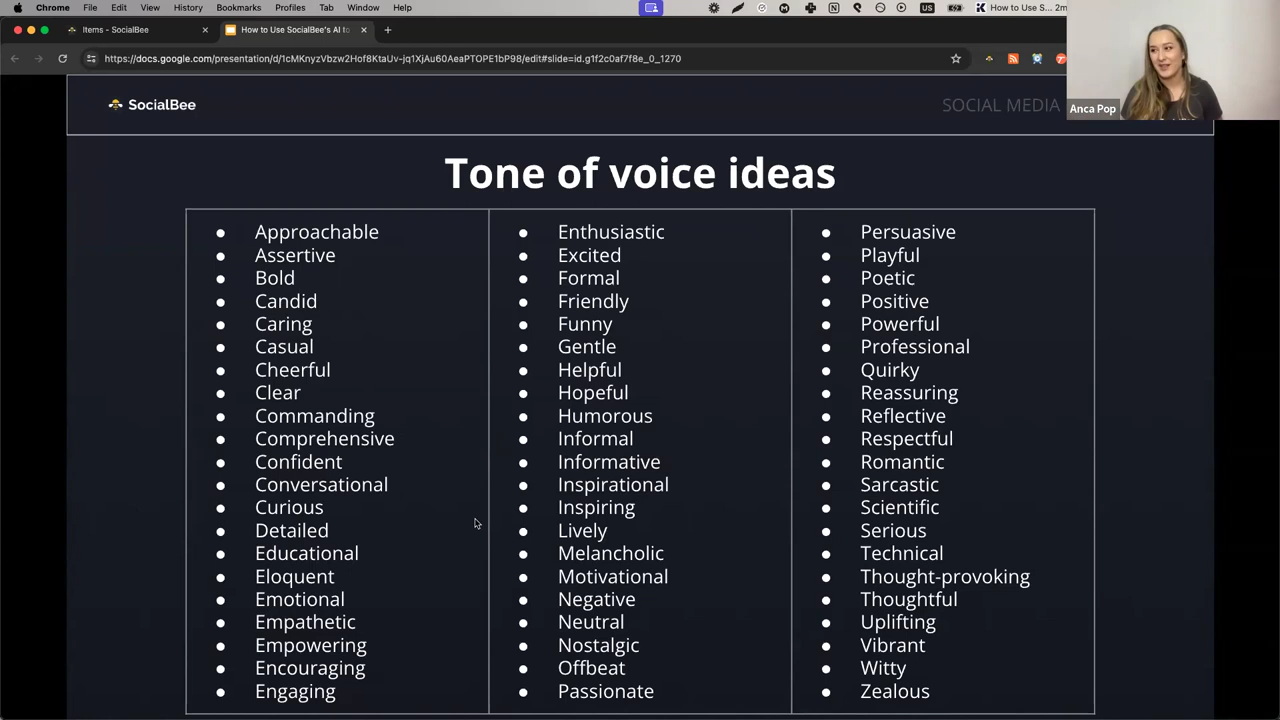 Chrome File Edit View History Bookmarks Profiles Tab Window Help
How to Use S... 2m
Items - SocialBee
How to Use SocialBee's AI to
https://docs.google.com/presentation/d/1cMKnyzVbzw2Hof8KtaUv-jq1XjAu60AeaPTOPE1bP98/edit#slide=id.g1f2c0af7f8e_0_1270
Anca Pop
SocialBee
SOCIAL MEDIA
Tone of voice ideas
Approachable
Assertive
Bold
Candid
Caring
Casual
Cheerful
Clear
Commanding
Comprehensive
Confident
Conversational
Curious
Detailed
Educational
Eloquent
Emotional
Empathetic
Empowering
Encouraging
Engaging
Enthusiastic
Excited
Formal
Friendly
Funny
Gentle
Helpful
Hopeful
Humorous
Informal
Informative
Inspirational
Inspiring
Lively
Melancholic
Motivational
Negative
Neutral
Nostalgic
Offbeat
Passionate
Persuasive
Playful
Poetic
Positive
Powerful
Professional
Quirky
Reassuring
Reflective
Respectful
Romantic
Sarcastic
Scientific
Serious
Technical
Thought-provoking
Thoughtful
Uplifting
Vibrant
Witty
Zealous